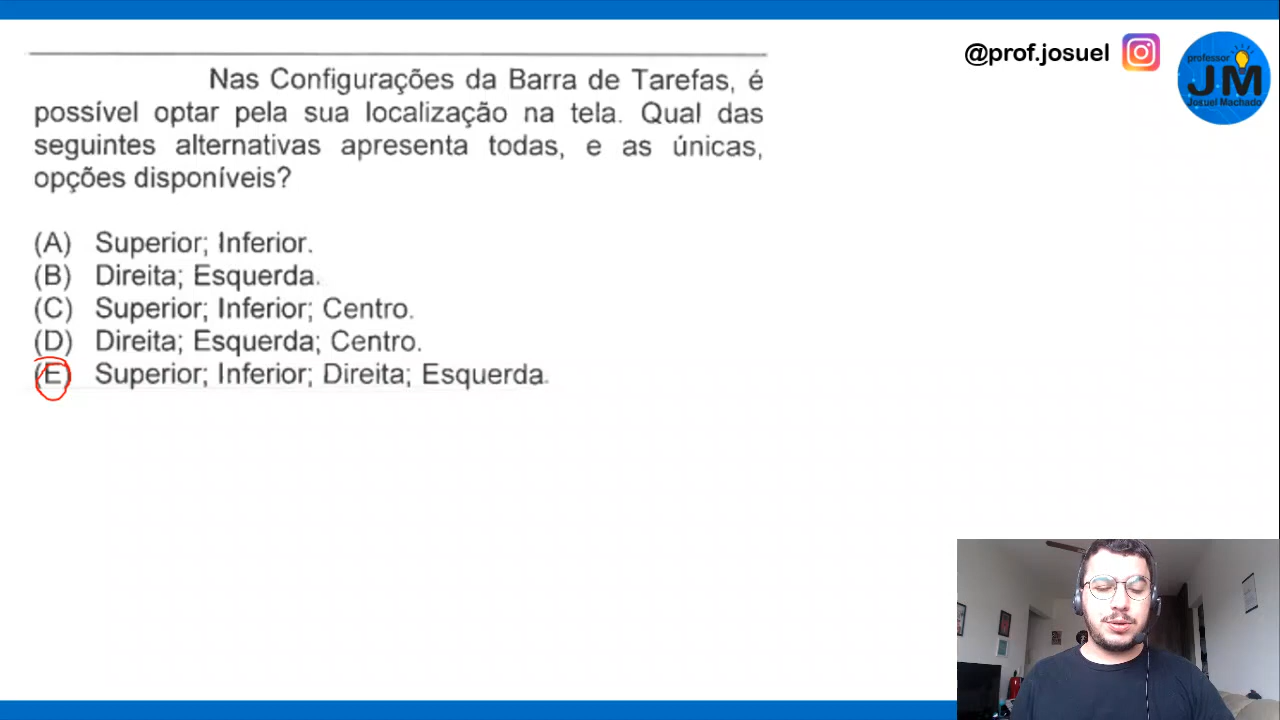 @prof.josuel
professor
JM
Josuel Machado
Nas Configurações da Barra de Tarefas, é
possível optar pela sua localização na tela. Qual das
seguintes alternativas apresenta todas, e as únicas,
opções disponíveis?
(A) Superior; Inferior.
(B) Direita; Esquerda.
(C) Superior; Inferior; Centro.
(D) Direita; Esquerda; Centro.
(E) Superior; Inferior; Direita; Esquerda.